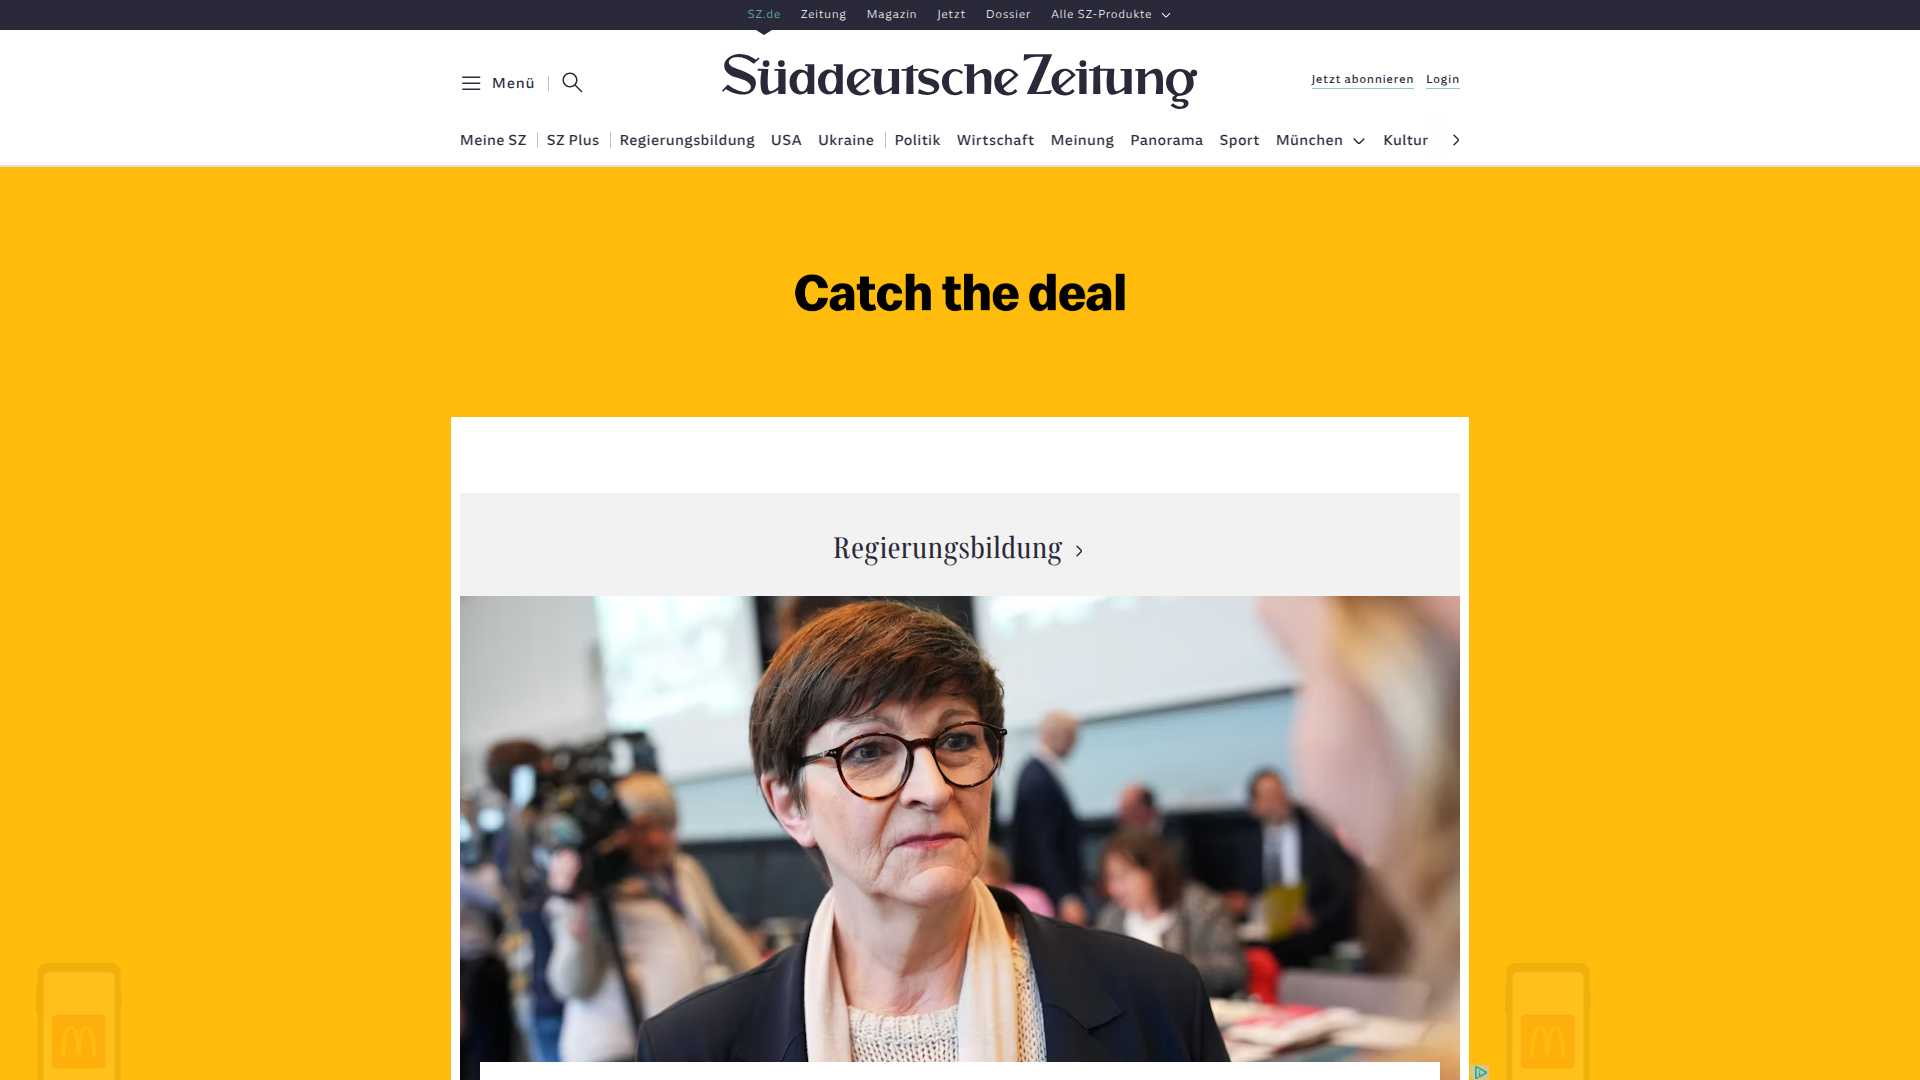 SZ.de Zeitung Magazin Jetzt Dossier Alle SZ-Produkte
Menü
Süddeutsche Zeitung
Jetzt abonnieren Login
Meine SZ SZ Plus Regierungsbildung USA Ukraine Politik Wirtschaft Meinung Panorama Sport München Kultur
Catch the deal
Regierungsbildung